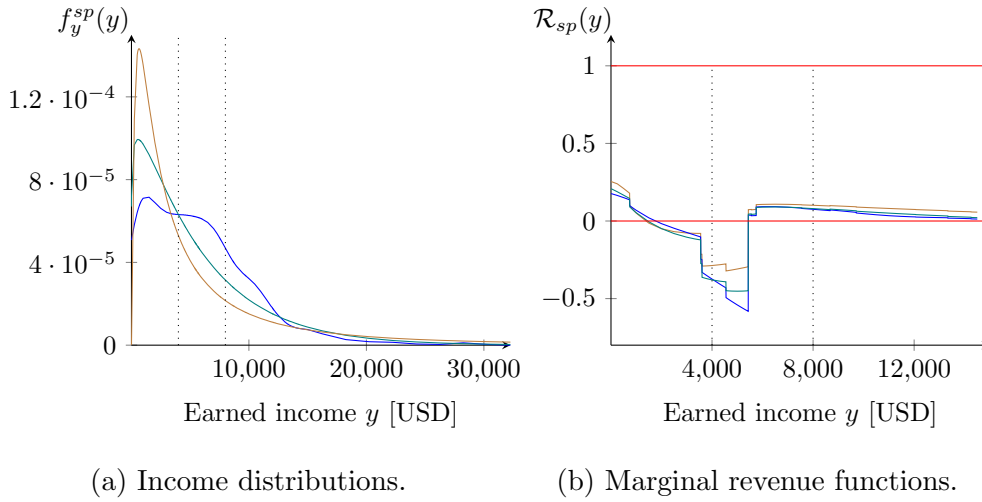 f_y^{sp}(y)
1.2 · 10^{-4}
8 · 10^{-5}
4 · 10^{-5}
0
10,000 20,000 30,000
Earned income y [USD]
(a) Income distributions.
R_{sp}(y)
1
0.5
0
−0.5
4,000 8,000 12,000
Earned income y [USD]
(b) Marginal revenue functions.